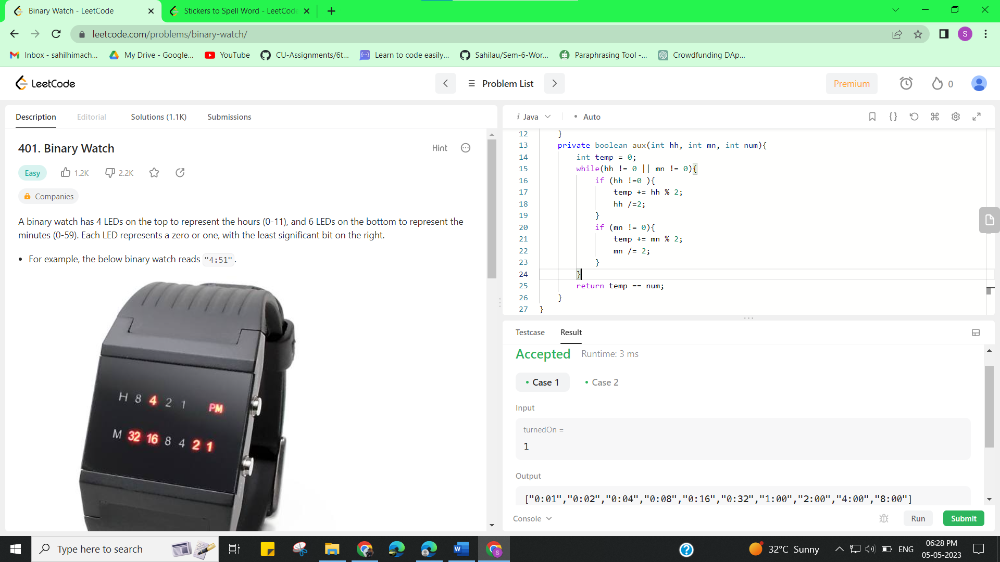 Binary Watch - LeetCode
Stickers to Spell Word - LeetCode
leetcode.com/problems/binary-watch/
S
Inbox - sahilhimach...
My Drive - Google...
YouTube
CU-Assignments/6t...
Learn to code easily...
Sahilau/Sem-6-Wor...
Paraphrasing Tool -...
Crowdfunding DAp...
LeetCode
Problem List
Premium
0
Description
Editorial
Solutions (1.1K)
Submissions
401. Binary Watch
Hint
Easy
1.2K
2.2K
Companies
A binary watch has 4 LEDs on the top to represent the hours (0-11), and 6 LEDs on the bottom to represent the
minutes (0-59). Each LED represents a zero or one, with the least significant bit on the right.
• For example, the below binary watch reads "4:51".
H 8 4 2 1 PM
M 32 16 8 4 2 1
i Java
• Auto
12 }
13 private boolean aux(int hh, int mn, int num){
14 int temp = 0;
15 while(hh != 0 || mn != 0){
16 if (hh !=0 ){
17 temp += hh % 2;
18 hh /=2;
19 }
20 if (mn != 0){
21 temp += mn % 2;
22 mn /= 2;
23 }
24 }
25 return temp == num;
26 }
27 }
Testcase
Result
Accepted
Runtime: 3 ms
• Case 1
• Case 2
Input
turnedOn =
1
Output
["0:01","0:02","0:04","0:08","0:16","0:32","1:00","2:00","4:00","8:00"]
Console
Run
Submit
Type here to search
32°C Sunny
ENG
06:28 PM
05-05-2023